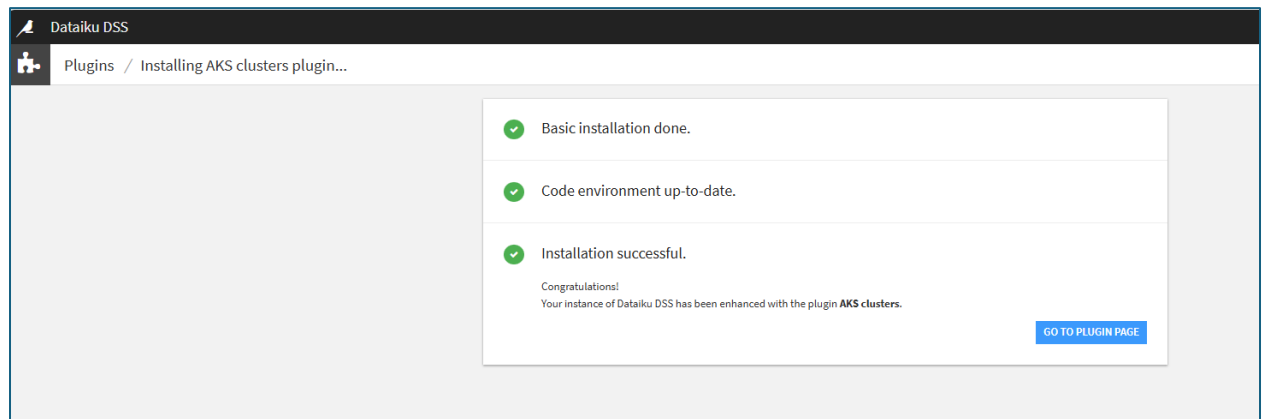 Dataiku DSS
Plugins / Installing AKS clusters plugin...
Basic installation done.
Code environment up-to-date.
Installation successful.
Congratulations!
Your instance of Dataiku DSS has been enhanced with the plugin AKS clusters.
GO TO PLUGIN PAGE